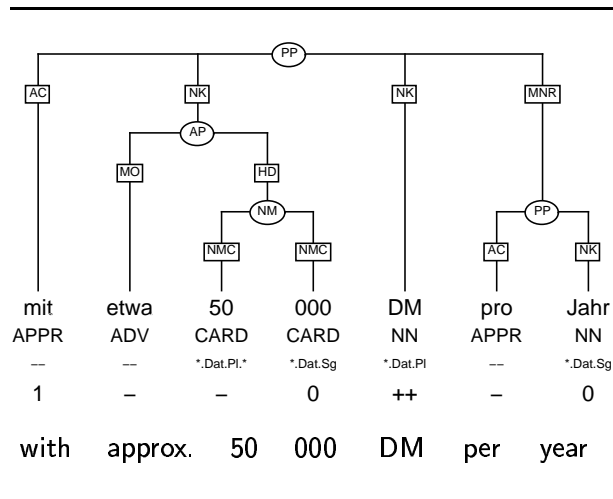 PP
AC NK NK MNR
AP
MO HD
NM PP
NMC NMC AC NK
mit etwa 50 000 DM pro Jahr
APPR ADV CARD CARD NN APPR NN
-- -- *.Dat.Pl.* *.Dat.Sg *.Dat.Pl -- *.Dat.Sg
1 – – 0 ++ – 0
with approx. 50 000 DM per year